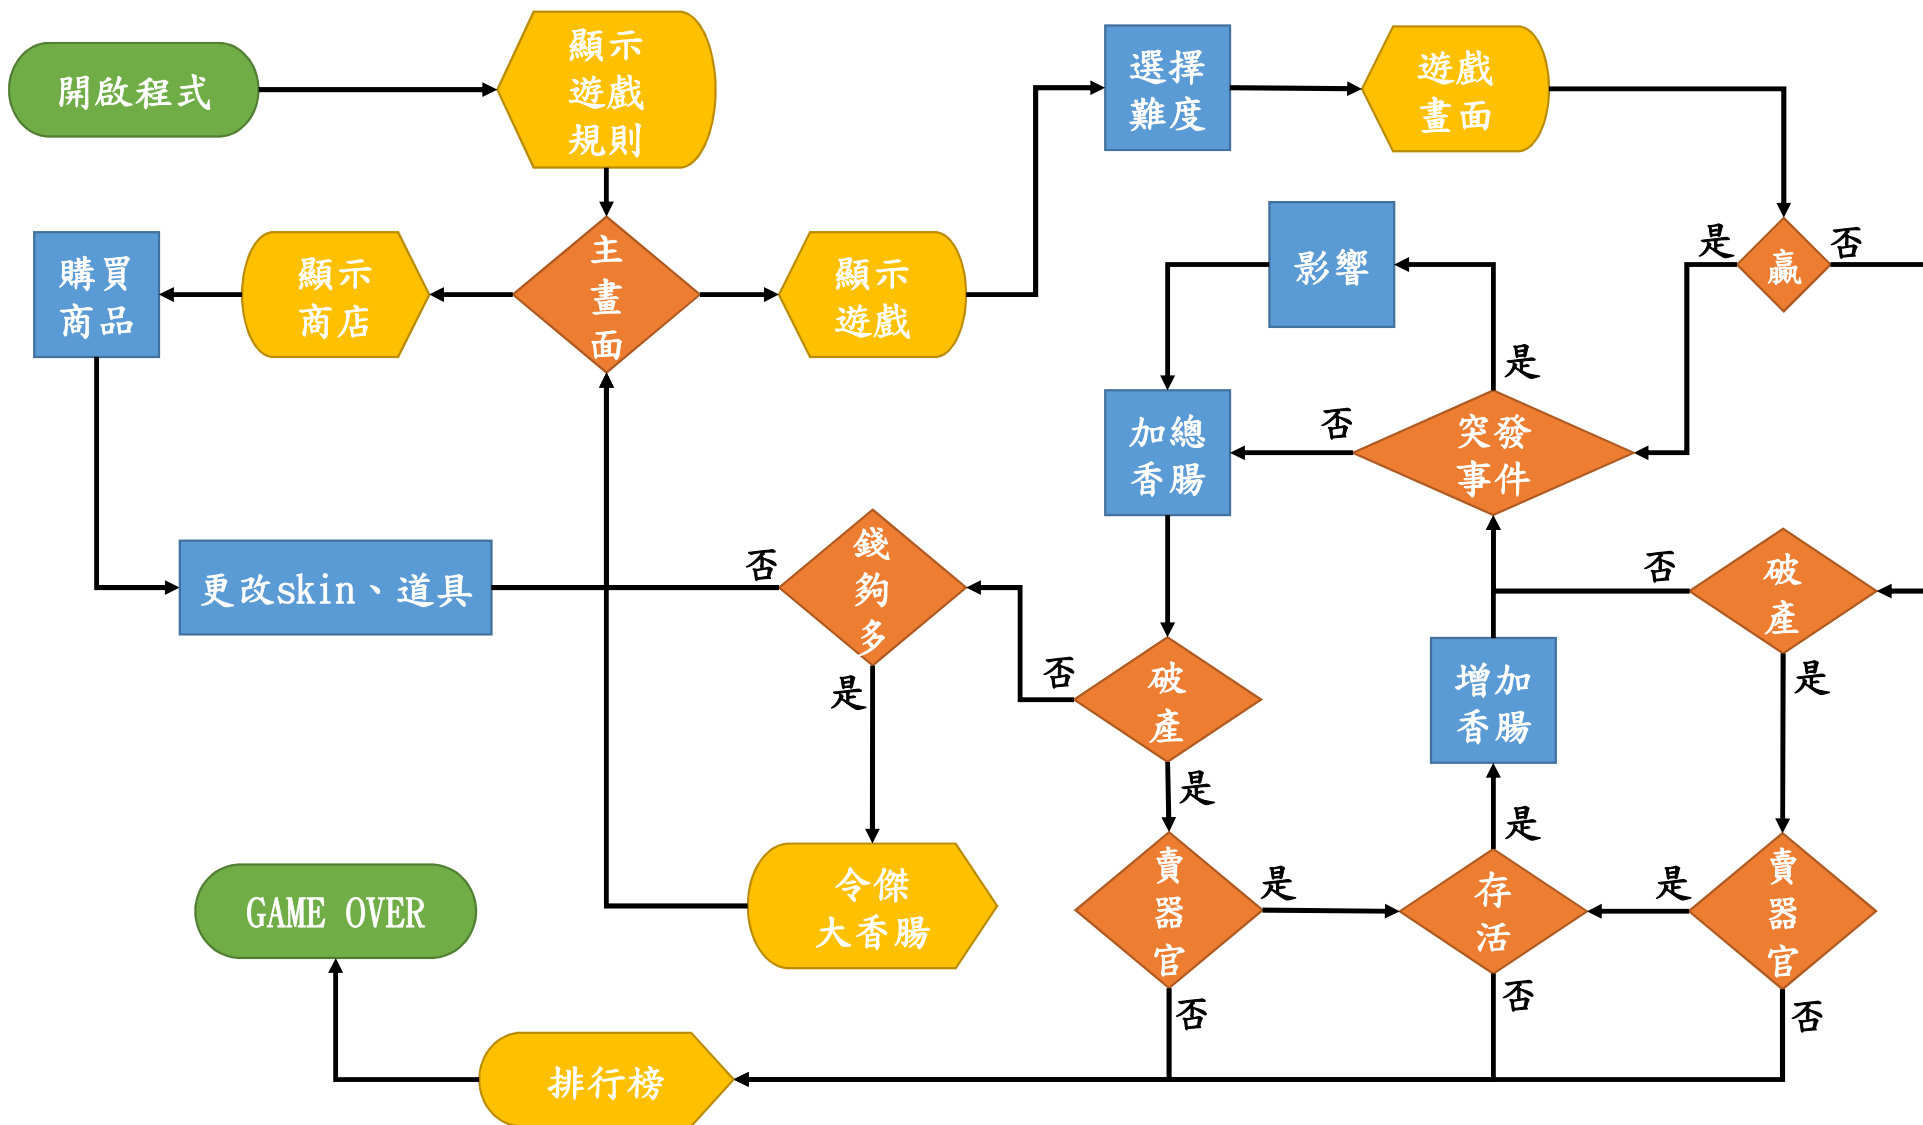 開啟程式
顯示
遊戲
規則
選擇
難度
遊戲
畫面
購買
商品
顯示
商店
主
畫
面
顯示
遊戲
影響
是
贏
否
是
加總
香腸
否
突發
事件
更改skin、道具
否
錢
夠
多
是
否
破
產
是
否
破
產
是
增加
香腸
是
GAME OVER
令傑
大香腸
賣
器
官
是
存
活
是
賣
器
官
否
否
否
排行榜